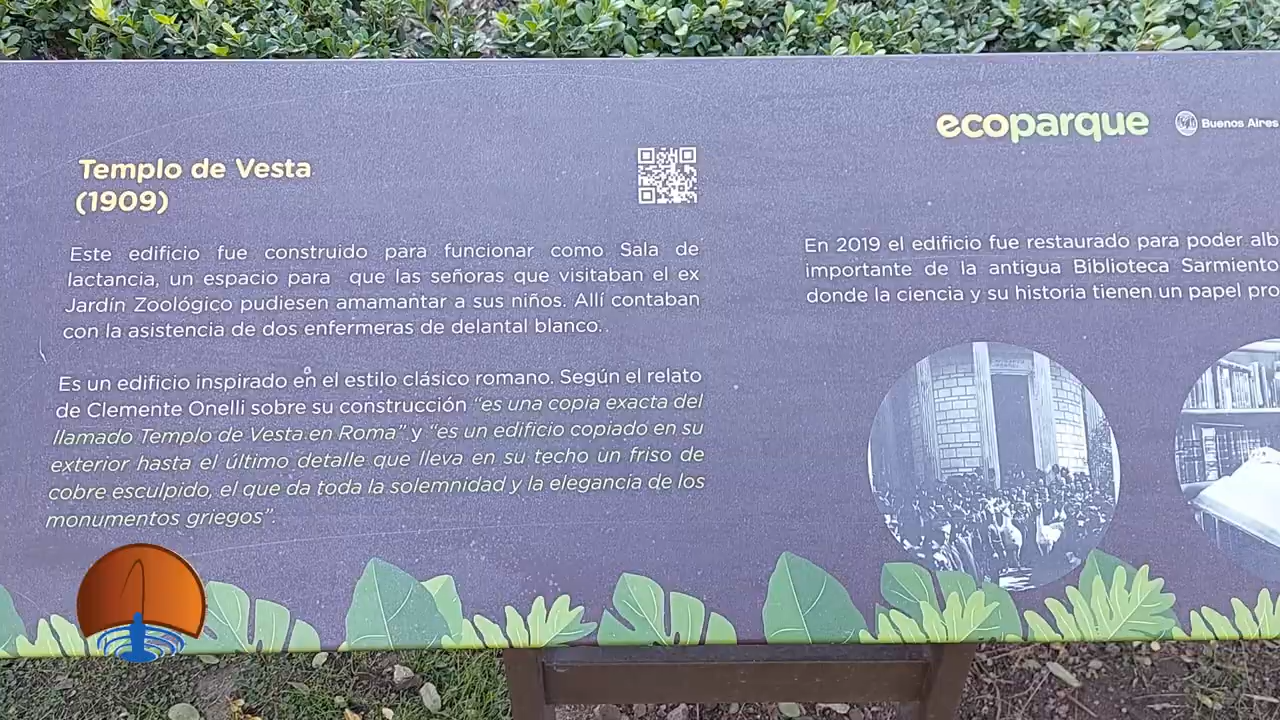 ecoparque
Buenos Aires
Templo de Vesta
(1909)
Este edificio fue construido para funcionar como Sala de
lactancia, un espacio para que las señoras que visitaban el ex
Jardín Zoológico pudiesen amamantar a sus niños. Allí contaban
con la asistencia de dos enfermeras de delantal blanco.
Es un edificio inspirado en el estilo clásico romano. Según el relato
de Clemente Onelli sobre su construcción “es una copia exacta del
llamado Templo de Vesta en Roma” y “es un edificio copiado en su
exterior hasta el último detalle que lleva en su techo un friso de
cobre esculpido, el que da toda la solemnidad y la elegancia de los
monumentos griegos”.
En 2019 el edificio fue restaurado para poder alb
importante de la antigua Biblioteca Sarmiento
donde la ciencia y su historia tienen un papel pro